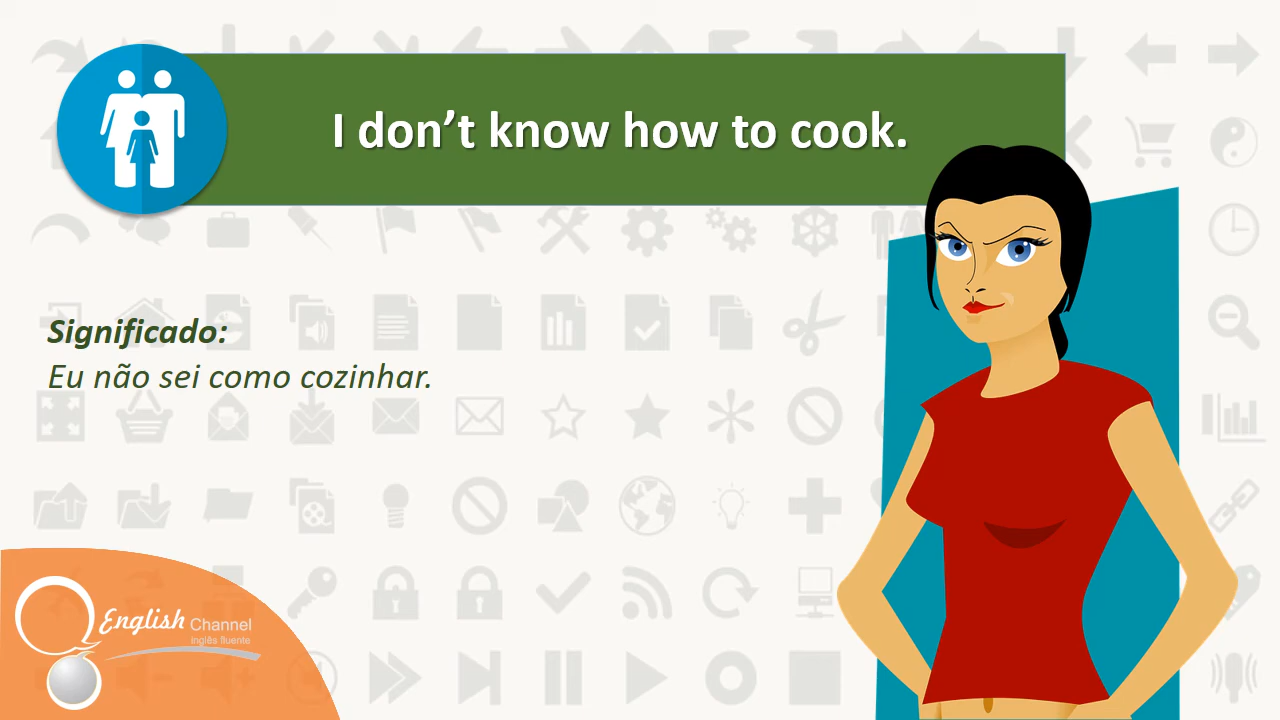 I don’t know how to cook.
Significado:
Eu não sei como cozinhar.
English Channel
inglês fluente